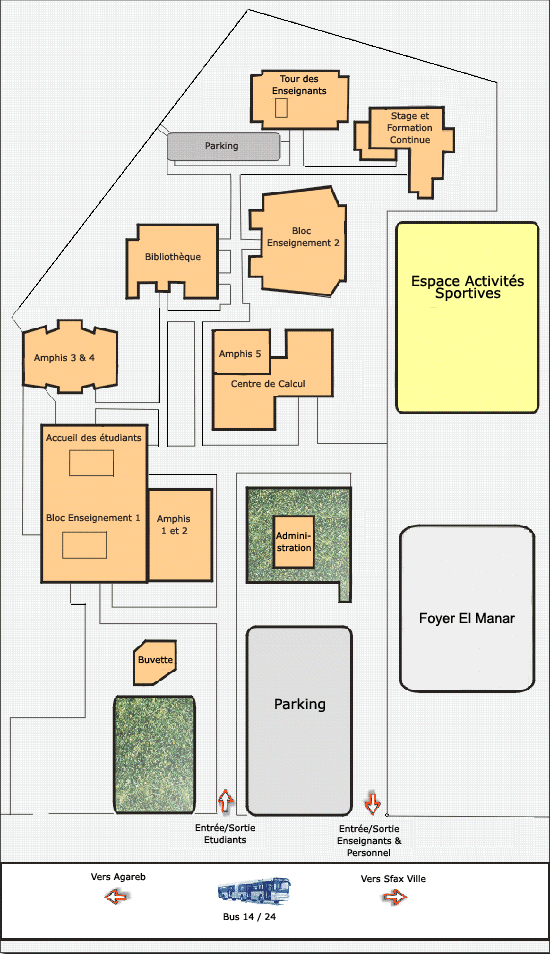 Tour des
Enseignants
Stage et
Formation
Continue
Parking
Bloc
Enseignement 2
Bibliothèque
Espace Activités
Sportives
Amphis 3 & 4
Amphis 5
Centre de Calcul
Accueil des étudiants
Bloc Enseignement 1
Amphis
1 et 2
Admini-
stration
Foyer El Manar
Buvette
Parking
Entrée/Sortie
Etudiants
Entrée/Sortie
Enseignants &
Personnel
Vers Agareb
Vers Sfax Ville
Bus 14 / 24